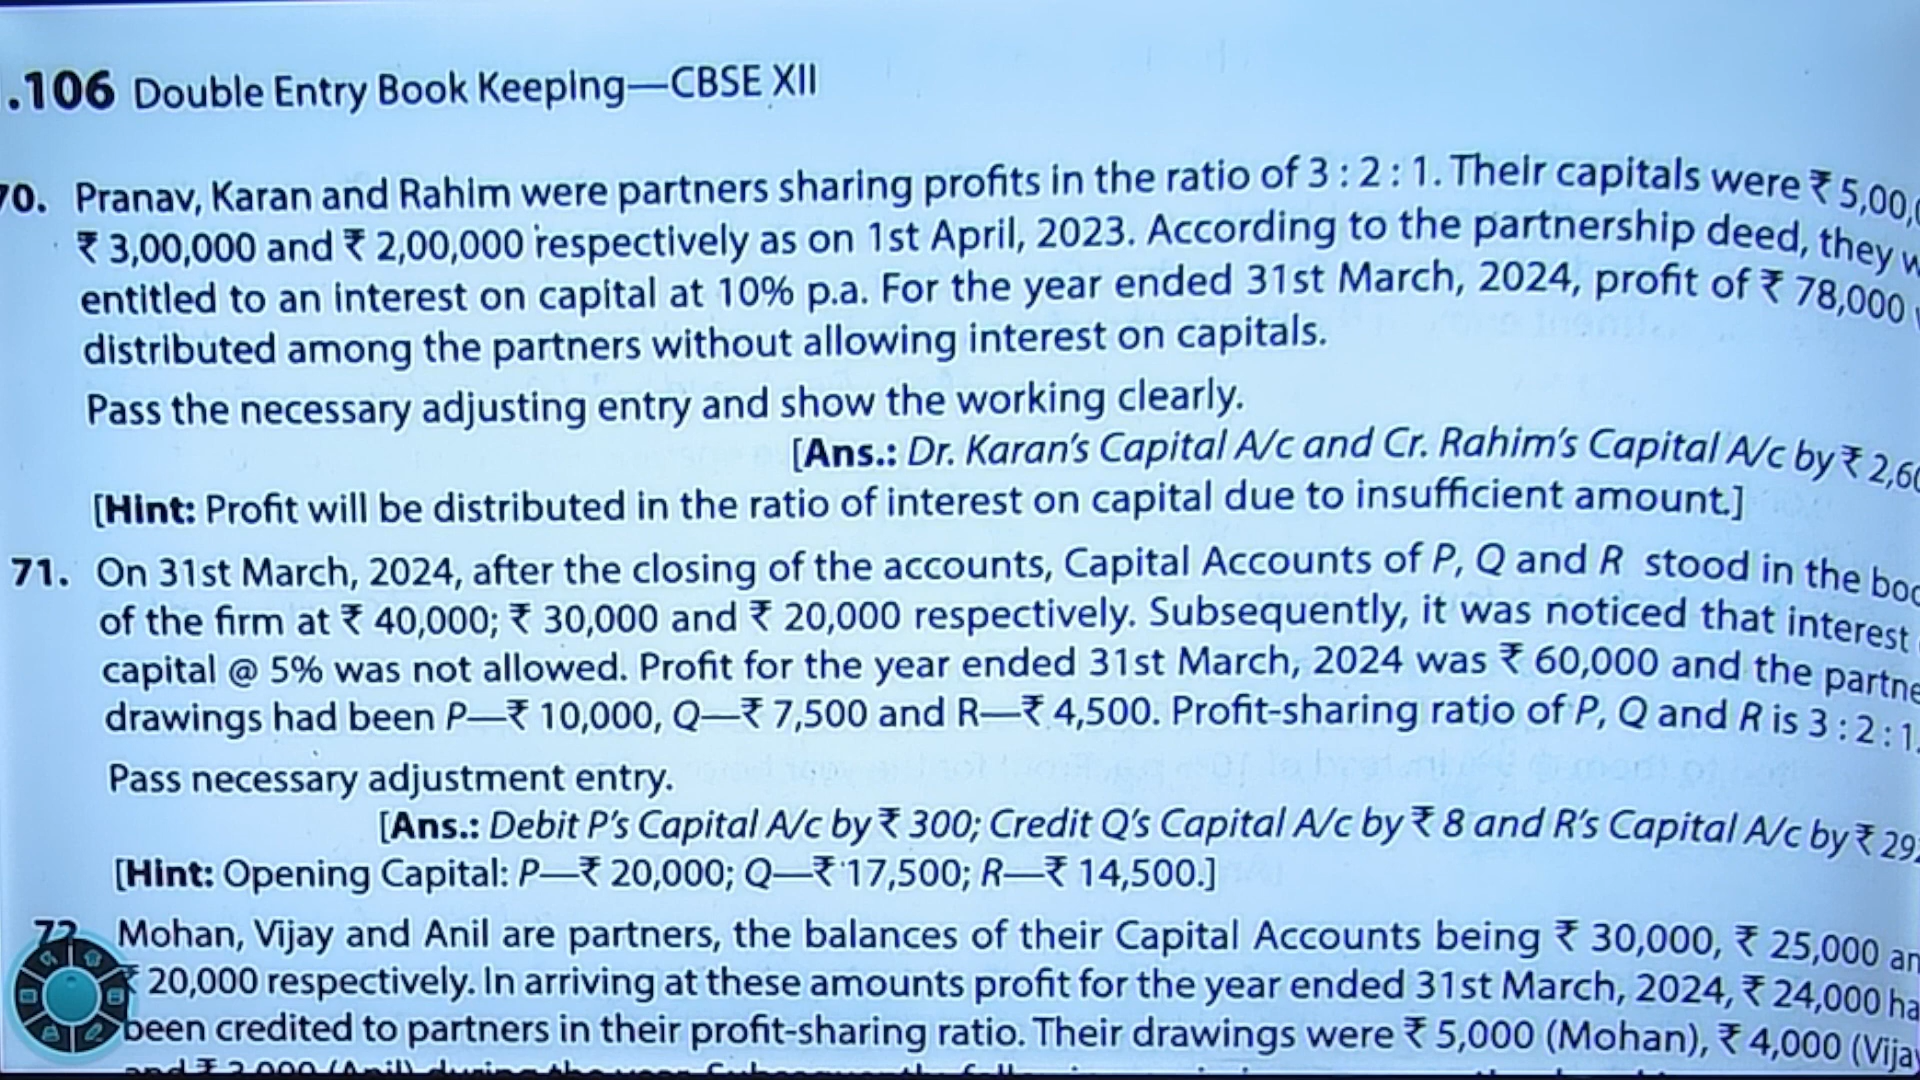 .106 Double Entry Book Keeping—CBSE XII
70. Pranav, Karan and Rahim were partners sharing profits in the ratio of 3 : 2 : 1. Their capitals were ₹ 5,00,
₹ 3,00,000 and ₹ 2,00,000 respectively as on 1st April, 2023. According to the partnership deed, they
entitled to an interest on capital at 10% p.a. For the year ended 31st March, 2024, profit of ₹ 78,000
distributed among the partners without allowing interest on capitals.
Pass the necessary adjusting entry and show the working clearly.
[Ans.: Dr. Karan's Capital A/c and Cr. Rahim's Capital A/c by ₹ 2,60
[Hint: Profit will be distributed in the ratio of interest on capital due to insufficient amount.]
71. On 31st March, 2024, after the closing of the accounts, Capital Accounts of P, Q and R stood in the boo
of the firm at ₹ 40,000; ₹ 30,000 and ₹ 20,000 respectively. Subsequently, it was noticed that interest
capital @ 5% was not allowed. Profit for the year ended 31st March, 2024 was ₹ 60,000 and the partne
drawings had been P—₹ 10,000, Q—₹ 7,500 and R—₹ 4,500. Profit-sharing ratio of P, Q and R is 3 : 2 : 1.
Pass necessary adjustment entry.
[Ans.: Debit P's Capital A/c by ₹ 300; Credit Q's Capital A/c by ₹ 8 and R's Capital A/c by ₹ 29
[Hint: Opening Capital: P—₹ 20,000; Q—₹ 17,500; R—₹ 14,500.]
72 Mohan, Vijay and Anil are partners, the balances of their Capital Accounts being ₹ 30,000, ₹ 25,000 an
₹ 20,000 respectively. In arriving at these amounts profit for the year ended 31st March, 2024, ₹ 24,000 ha
been credited to partners in their profit-sharing ratio. Their drawings were ₹ 5,000 (Mohan), ₹ 4,000 (Vijay